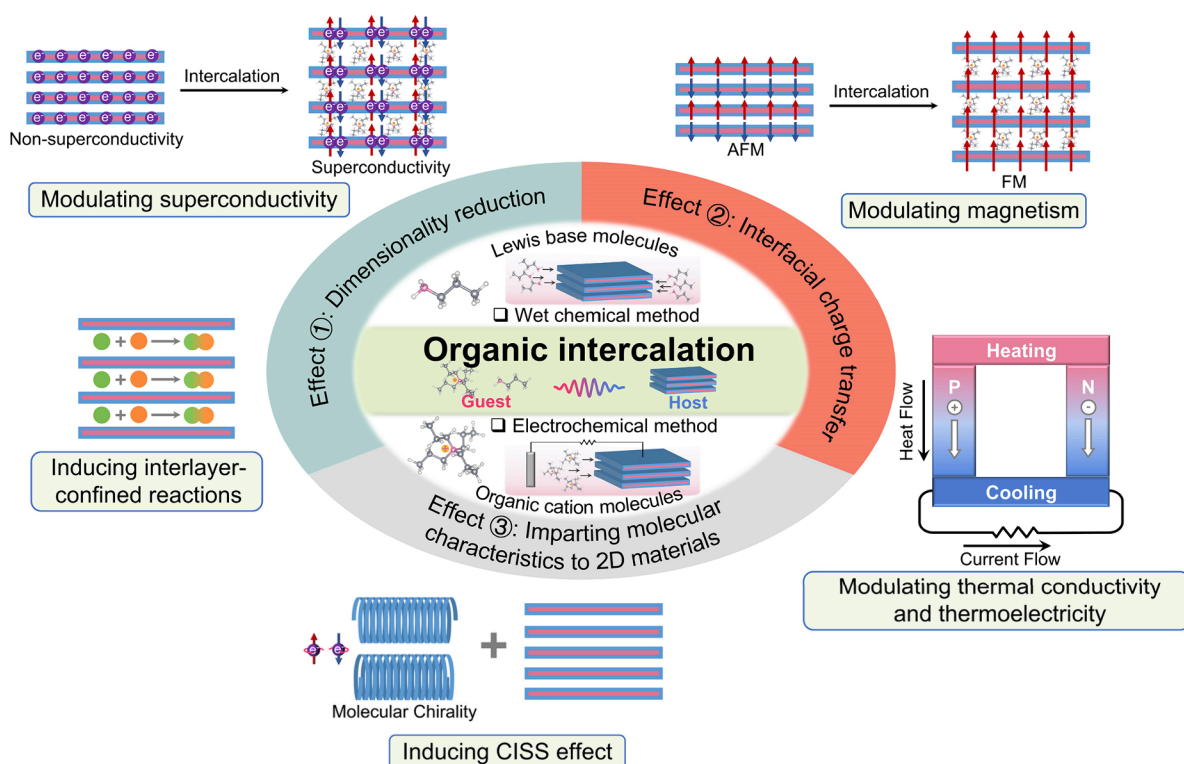 Non-superconductivity
Intercalation
Superconductivity
Modulating superconductivity
AFM
Intercalation
FM
Modulating magnetism
Effect ①: Dimensionality reduction
Effect ②: Interfacial charge transfer
Effect ③: Imparting molecular
characteristics to 2D materials
Lewis base molecules
❑ Wet chemical method
Organic intercalation
Guest
Host
❑ Electrochemical method
Organic cation molecules
Inducing interlayer-
confined reactions
Heating
P
N
+
-
Heat Flow
Cooling
Current Flow
Modulating thermal conductivity
and thermoelectricity
e-
e-
Molecular Chirality
Inducing CISS effect